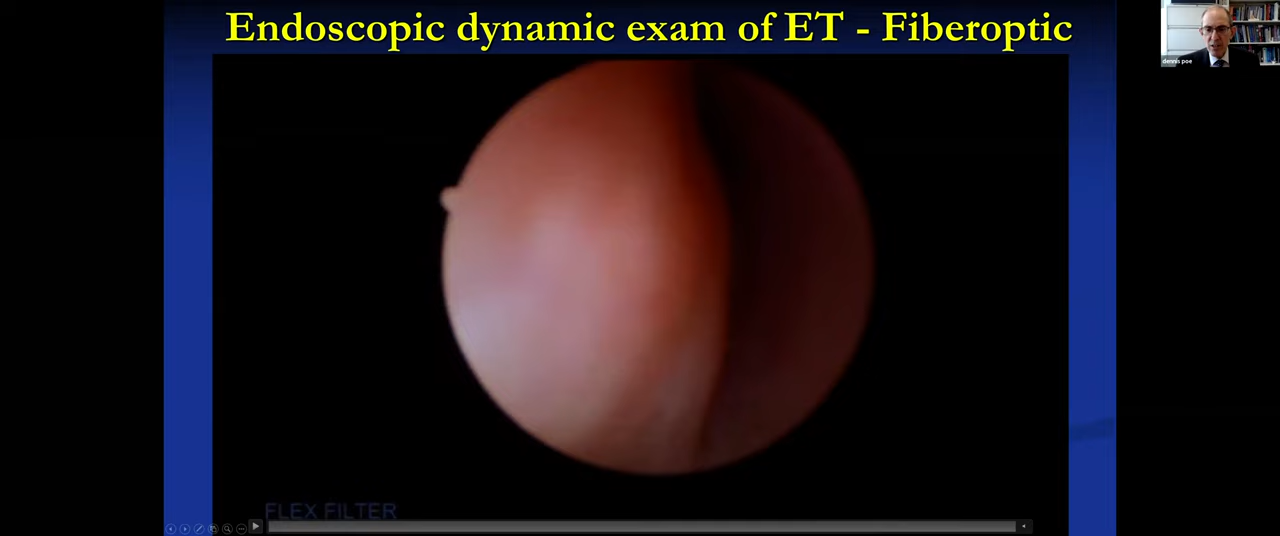 Endoscopic dynamic exam of ET - Fiberoptic
dennis poe
FLEX FILTER